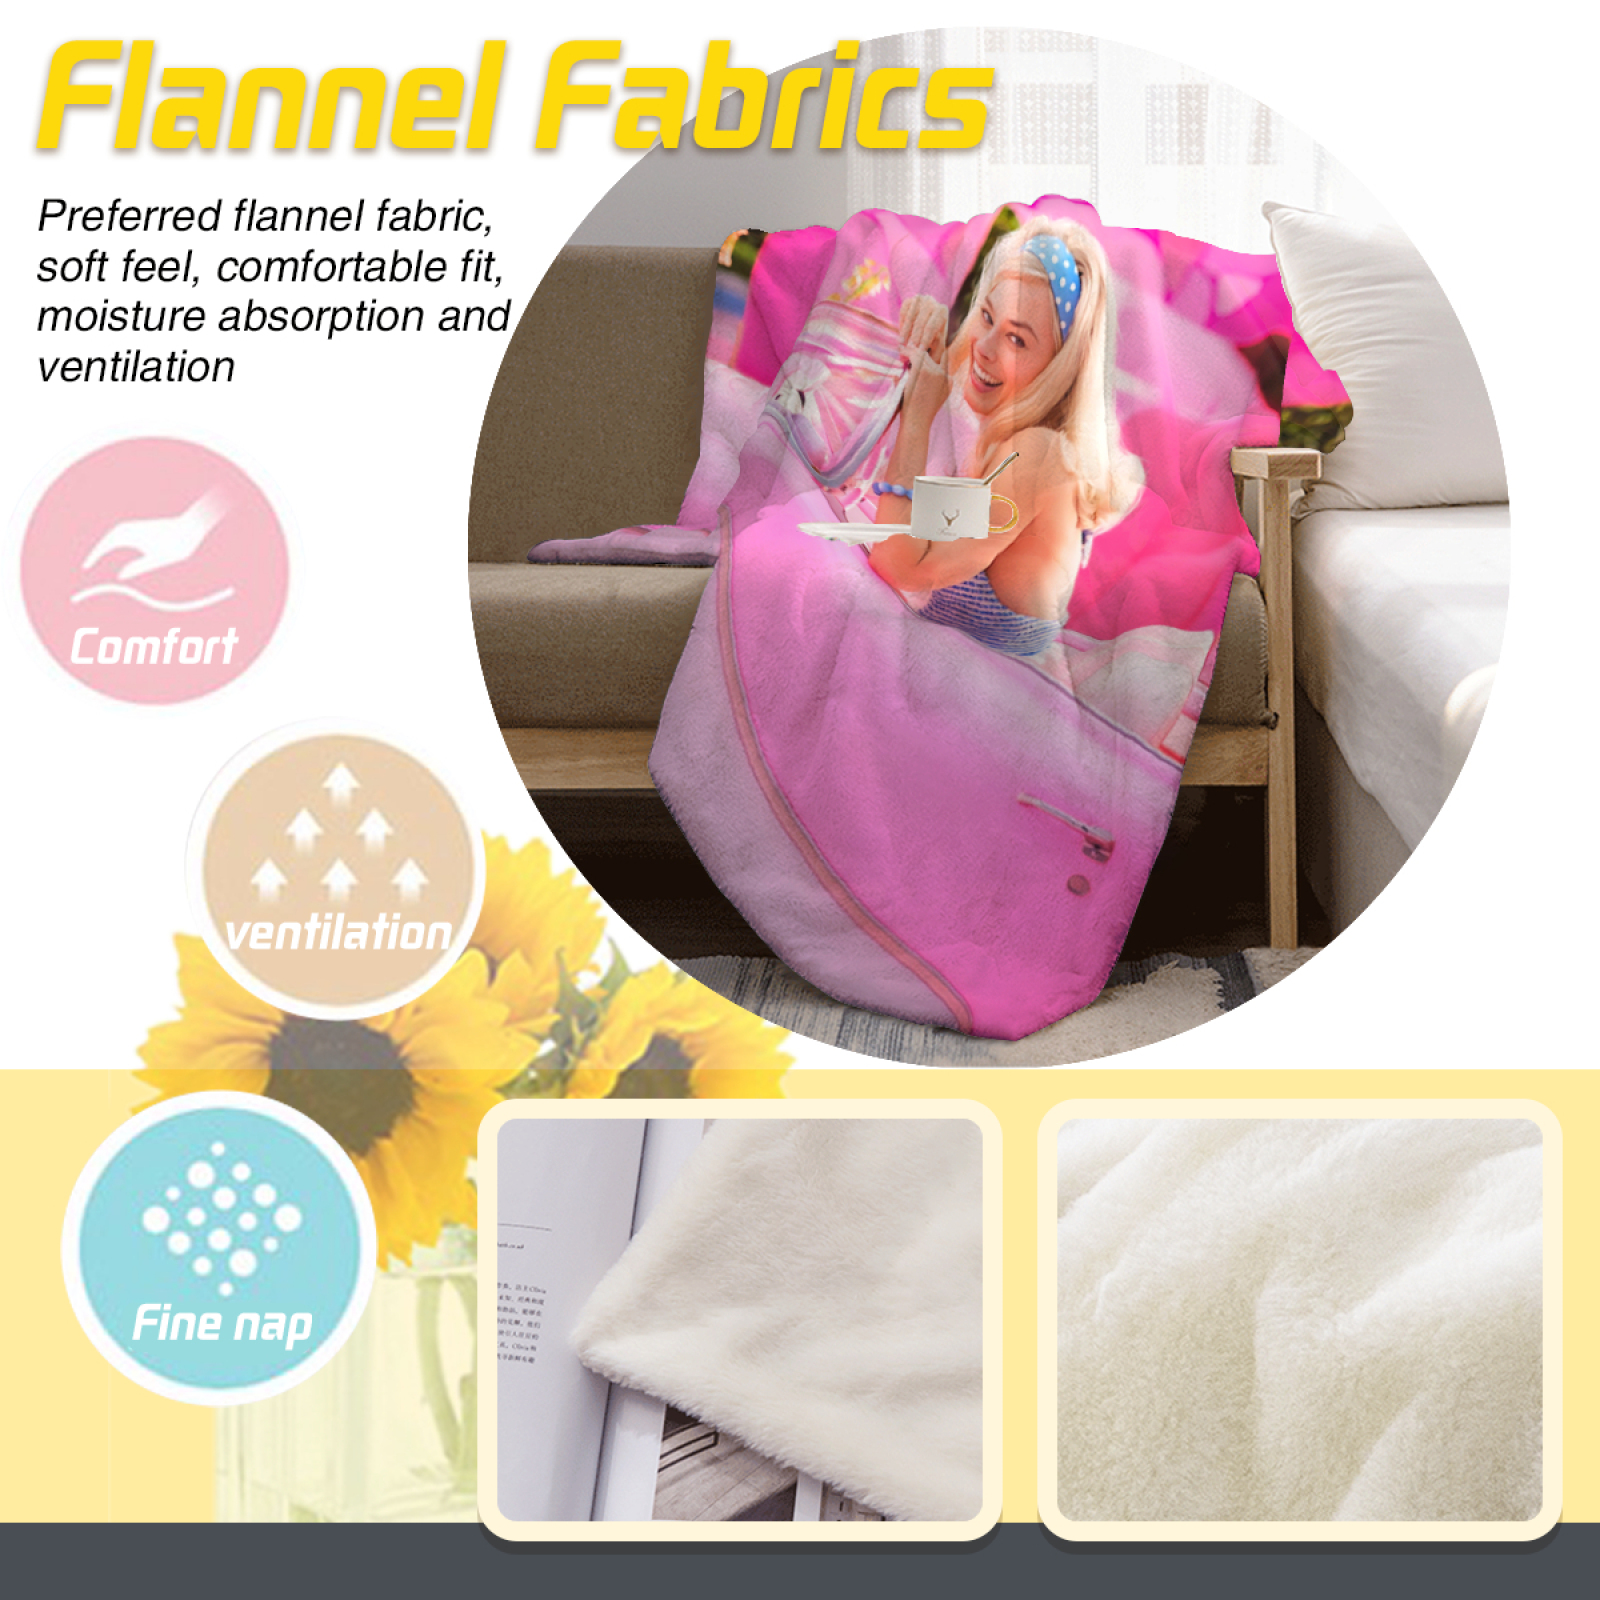 Flannel Fabrics
Preferred flannel fabric,
soft feel, comfortable fit,
moisture absorption and
ventilation
Comfort
ventilation
Fine nap